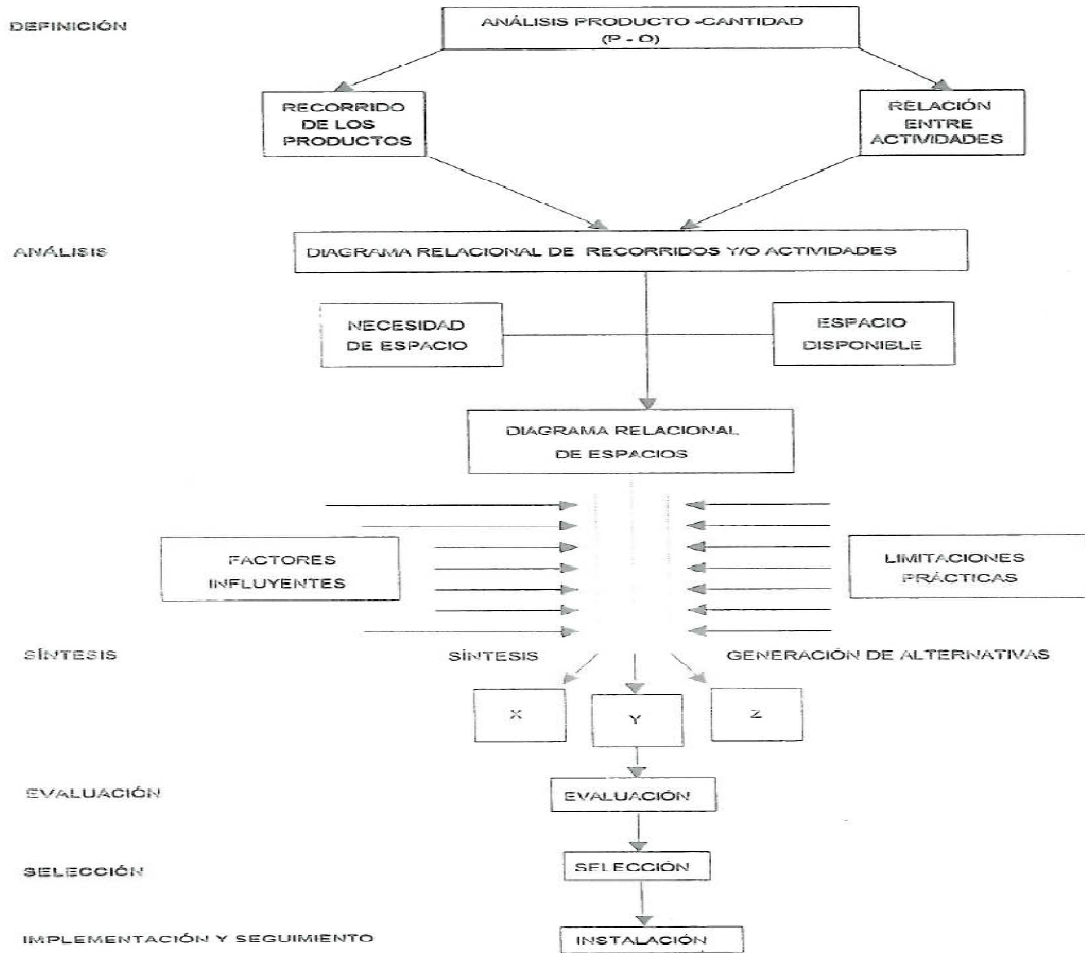 DEFINICIÓN
ANÁLISIS PRODUCTO -CANTIDAD
(P - O)
RECORRIDO
DE LOS
PRODUCTOS
RELACIÓN
ENTRE
ACTIVIDADES
ANÁLISIS
DIAGRAMA RELACIONAL DE RECORRIDOS Y/O ACTIVIDADES
NECESIDAD
DE ESPACIO
ESPACIO
DISPONIBLE
DIAGRAMA RELACIONAL
DE ESPACIOS
FACTORES
INFLUYENTES
LIMITACIONES
PRÁCTICAS
SÍNTESIS
SÍNTESIS
GENERACIÓN DE ALTERNATIVAS
X
Y
Z
EVALUACIÓN
EVALUACIÓN
SELECCIÓN
SELECCIÓN
IMPLEMENTACIÓN Y SEGUIMIENTO
INSTALACIÓN